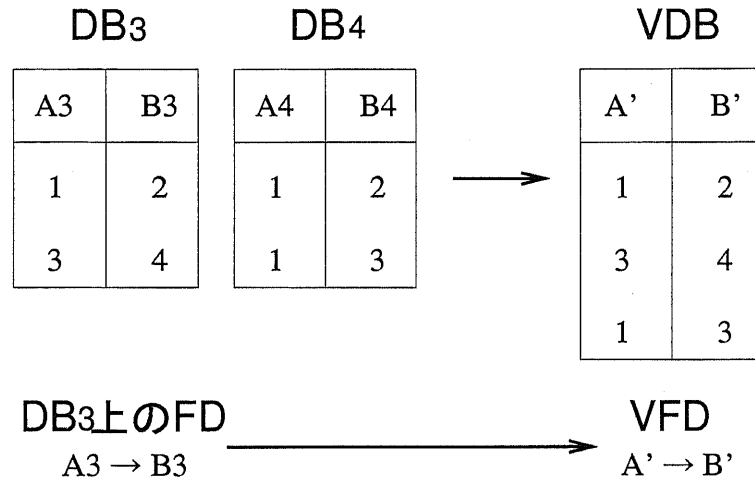 DB3 DB4 VDB
A3 B3 A4 B4 A' B'
1 2 1 2 1 2
3 4 1 3 3 4
1 3
DB3上のFD VFD
A3 → B3 A' → B'